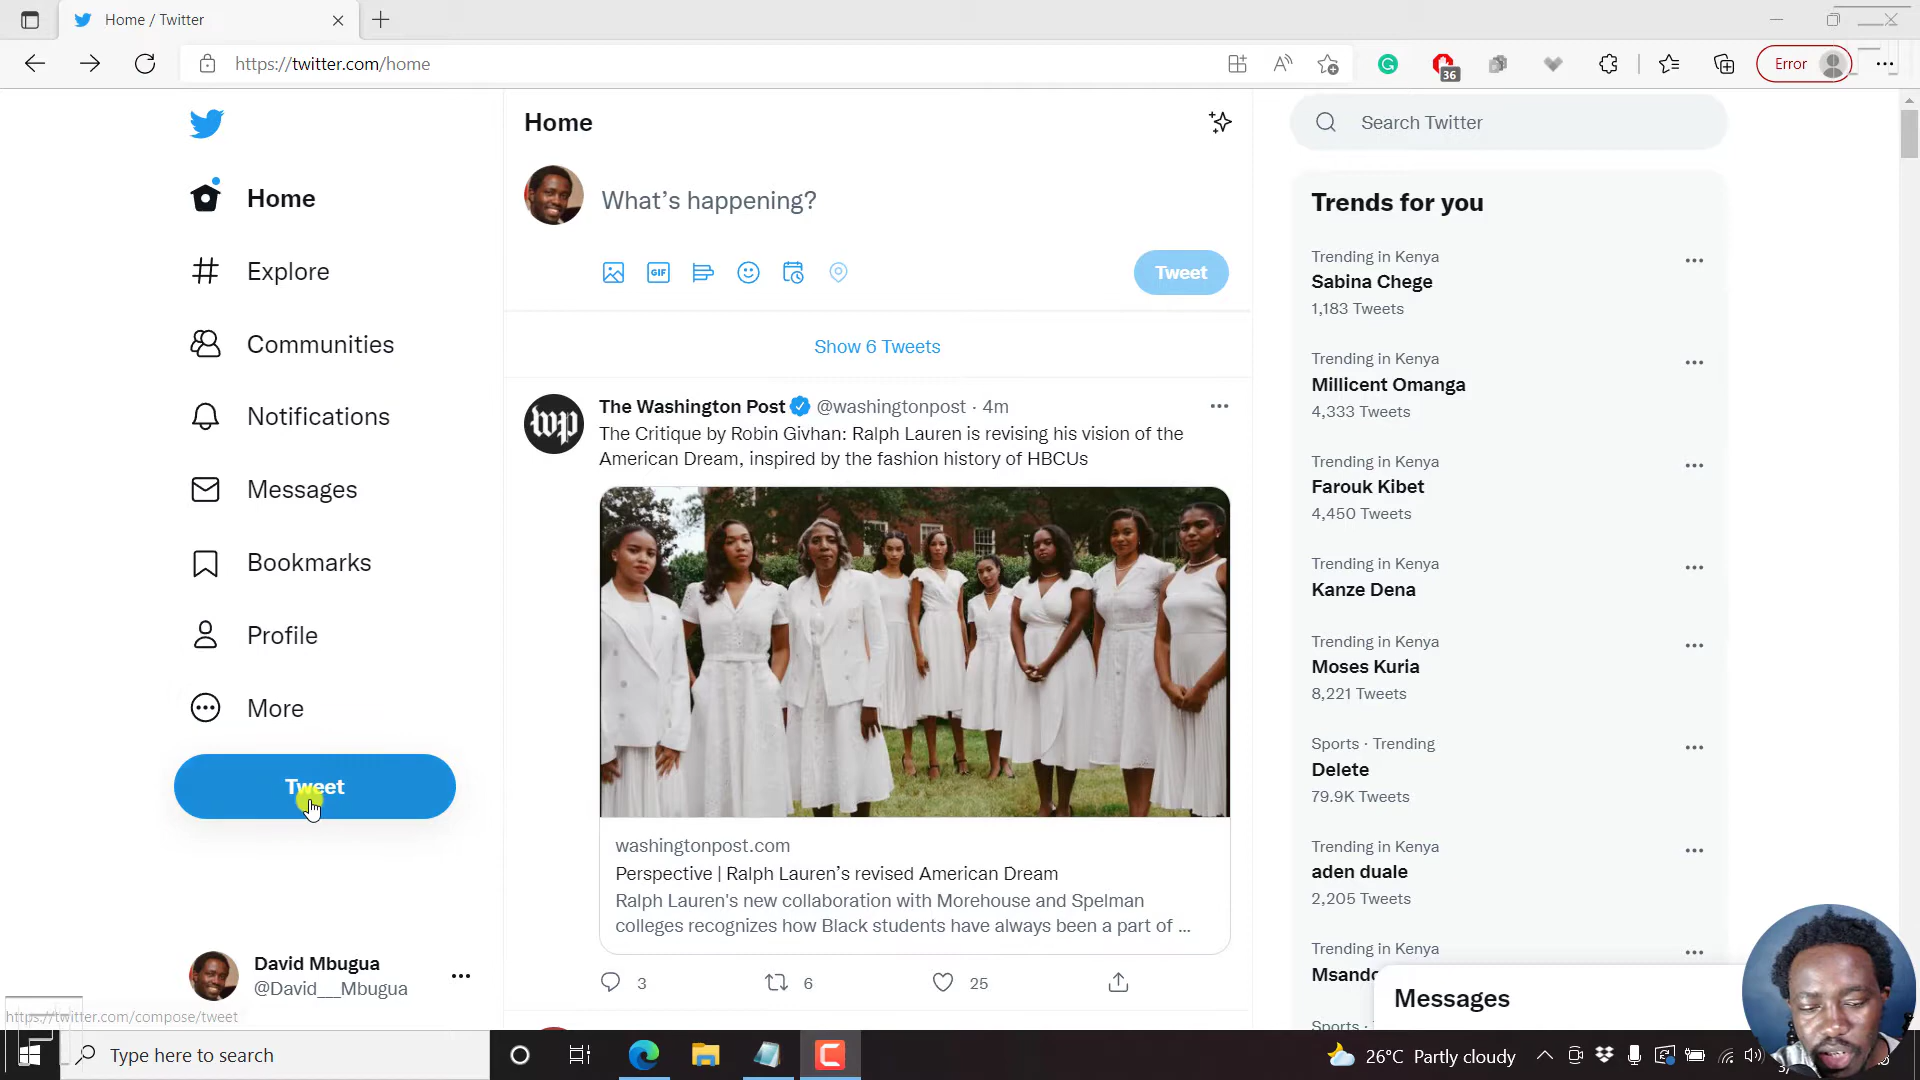 Home / Twitter
https://twitter.com/home
36
Error
Home
Explore
Communities
Notifications
Messages
Bookmarks
Profile
More
Tweet
David Mbugua
@David___Mbugua
https://twitter.com/compose/tweet
Home
What's happening?
GIF
Tweet
Show 6 Tweets
wp
The Washington Post @washingtonpost · 4m
The Critique by Robin Givhan: Ralph Lauren is revising his vision of the
American Dream, inspired by the fashion history of HBCUs
washingtonpost.com
Perspective | Ralph Lauren's revised American Dream
Ralph Lauren's new collaboration with Morehouse and Spelman
colleges recognizes how Black students have always been a part of ...
3
6
25
Search Twitter
Trends for you
Trending in Kenya
Sabina Chege
1,183 Tweets
Trending in Kenya
Millicent Omanga
4,333 Tweets
Trending in Kenya
Farouk Kibet
4,450 Tweets
Trending in Kenya
Kanze Dena
Trending in Kenya
Moses Kuria
8,221 Tweets
Sports · Trending
Delete
79.9K Tweets
Trending in Kenya
aden duale
2,205 Tweets
Trending in Kenya
Msando
Sports ·
Messages
Type here to search
26°C Partly cloudy